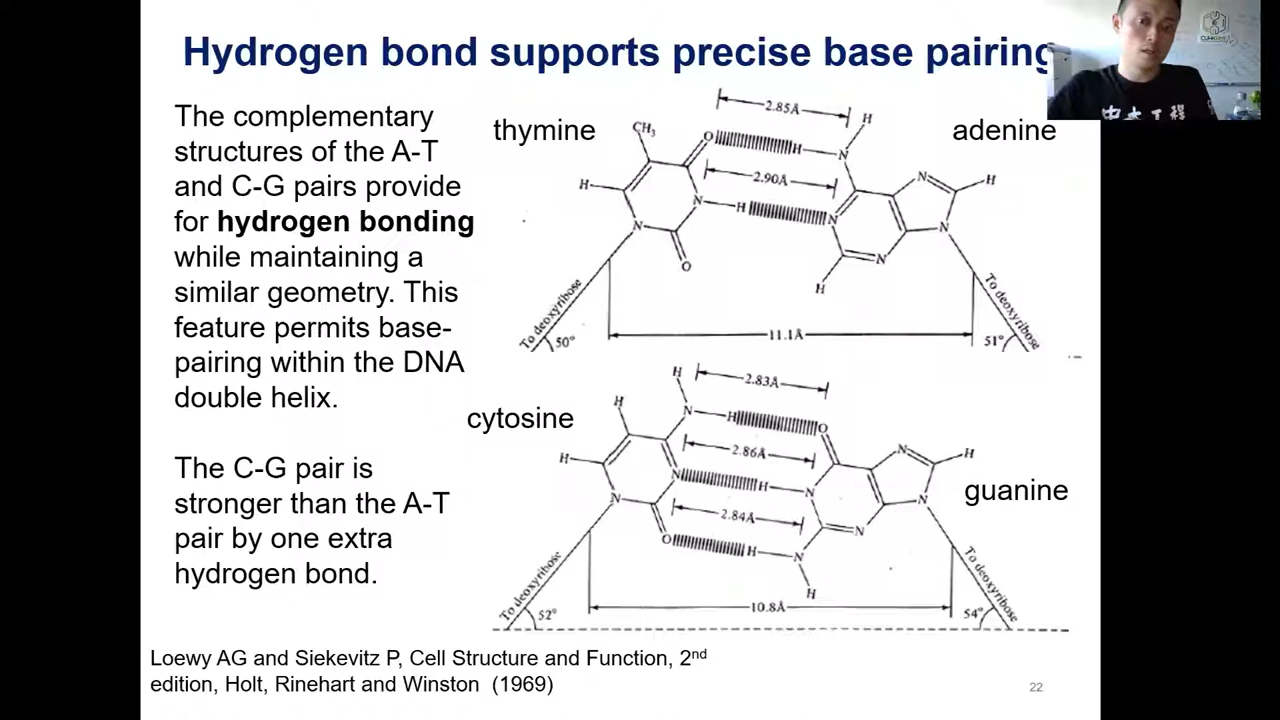 Hydrogen bond supports precise base pairing
The complementary
structures of the A-T
and C-G pairs provide
for hydrogen bonding
while maintaining a
similar geometry. This
feature permits base-
pairing within the DNA
double helix.
The C-G pair is
stronger than the A-T
pair by one extra
hydrogen bond.
thymine
adenine
2.85Å
CH₃
O
H
H
N
2.90Å
H
N
H
N
N
H
N
N
N
O
H
To deoxyribose
50°
11.1Å
51°
To deoxyribose
cytosine
guanine
H
2.83Å
H
N
H
O
2.86Å
H
N
H
N
N
H
N
N
N
2.84Å
O
H
N
H
To deoxyribose
52°
10.8Å
54°
To deoxyribose
Loewy AG and Siekevitz P, Cell Structure and Function, 2nd
edition, Holt, Rinehart and Winston (1969)
22
中大工程